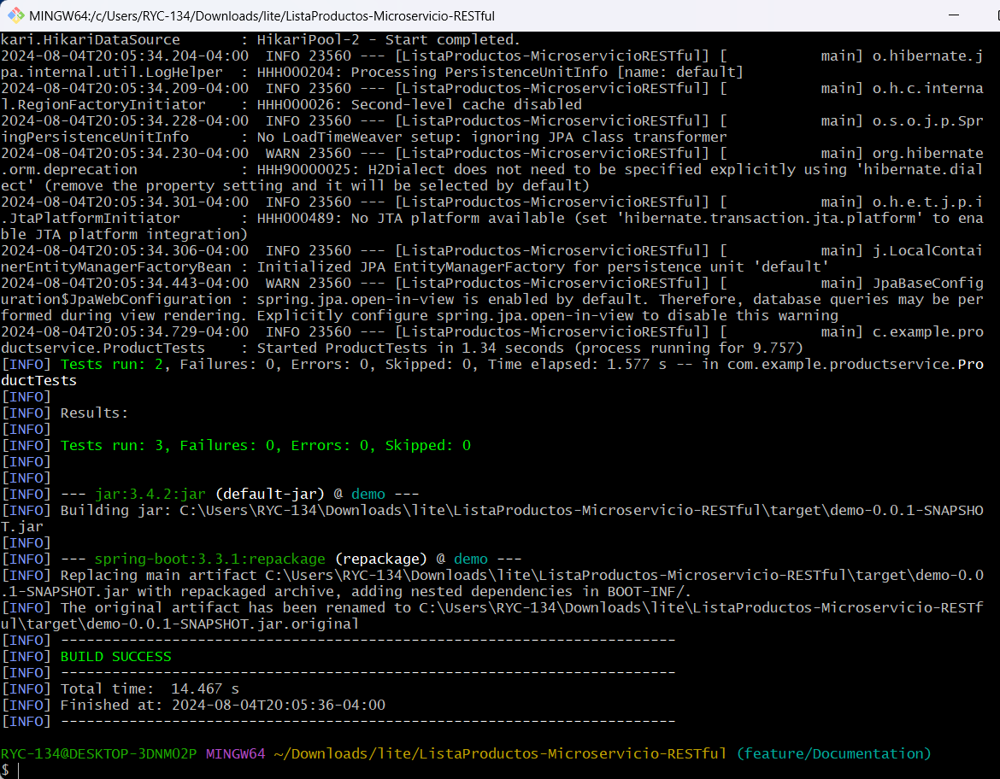 MINGW64:/c/Users/RYC-134/Downloads/lite/ListaProductos-Microservicio-RESTful
kari.HikariDataSource       : HikariPool-2 - Start completed.
2024-08-04T20:05:34.204-04:00  INFO 23560 --- [ListaProductos-MicroservicioRESTful] [           main] o.hibernate.j
pa.internal.util.LogHelper  : HHH000204: Processing PersistenceUnitInfo [name: default]
2024-08-04T20:05:34.209-04:00  INFO 23560 --- [ListaProductos-MicroservicioRESTful] [           main] o.h.c.interna
l.RegionFactoryInitiator    : HHH000026: Second-level cache disabled
2024-08-04T20:05:34.228-04:00  INFO 23560 --- [ListaProductos-MicroservicioRESTful] [           main] o.s.o.j.p.Spr
ingPersistenceUnitInfo      : No LoadTimeWeaver setup: ignoring JPA class transformer
2024-08-04T20:05:34.230-04:00  WARN 23560 --- [ListaProductos-MicroservicioRESTful] [           main] org.hibernate
.orm.deprecation            : HHH90000025: H2Dialect does not need to be specified explicitly using 'hibernate.dial
ect' (remove the property setting and it will be selected by default)
2024-08-04T20:05:34.301-04:00  INFO 23560 --- [ListaProductos-MicroservicioRESTful] [           main] o.h.e.t.j.p.i
.JtaPlatformInitiator       : HHH000489: No JTA platform available (set 'hibernate.transaction.jta.platform' to ena
ble JTA platform integration)
2024-08-04T20:05:34.306-04:00  INFO 23560 --- [ListaProductos-MicroservicioRESTful] [           main] j.LocalContai
nerEntityManagerFactoryBean : Initialized JPA EntityManagerFactory for persistence unit 'default'
2024-08-04T20:05:34.443-04:00  WARN 23560 --- [ListaProductos-MicroservicioRESTful] [           main] JpaBaseConfig
uration$JpaWebConfiguration : spring.jpa.open-in-view is enabled by default. Therefore, database queries may be per
formed during view rendering. Explicitly configure spring.jpa.open-in-view to disable this warning
2024-08-04T20:05:34.729-04:00  INFO 23560 --- [ListaProductos-MicroservicioRESTful] [           main] c.example.pro
ductservice.ProductTests    : Started ProductTests in 1.34 seconds (process running for 9.757)
[INFO] Tests run: 2, Failures: 0, Errors: 0, Skipped: 0, Time elapsed: 1.577 s -- in com.example.productservice.Pro
ductTests
[INFO]
[INFO] Results:
[INFO]
[INFO] Tests run: 3, Failures: 0, Errors: 0, Skipped: 0
[INFO]
[INFO]
[INFO] --- jar:3.4.2:jar (default-jar) @ demo ---
[INFO] Building jar: C:\Users\RYC-134\Downloads\lite\ListaProductos-Microservicio-RESTful\target\demo-0.0.1-SNAPSHO
T.jar
[INFO]
[INFO] --- spring-boot:3.3.1:repackage (repackage) @ demo ---
[INFO] Replacing main artifact C:\Users\RYC-134\Downloads\lite\ListaProductos-Microservicio-RESTful\target\demo-0.0
.1-SNAPSHOT.jar with repackaged archive, adding nested dependencies in BOOT-INF/.
[INFO] The original artifact has been renamed to C:\Users\RYC-134\Downloads\lite\ListaProductos-Microservicio-RESTf
ul\target\demo-0.0.1-SNAPSHOT.jar.original
[INFO] ------------------------------------------------------------------------
[INFO] BUILD SUCCESS
[INFO] ------------------------------------------------------------------------
[INFO] Total time:  14.467 s
[INFO] Finished at: 2024-08-04T20:05:36-04:00
[INFO] ------------------------------------------------------------------------
RYC-134@DESKTOP-3DNMO2P MINGW64 ~/Downloads/lite/ListaProductos-Microservicio-RESTful (feature/Documentation)
$